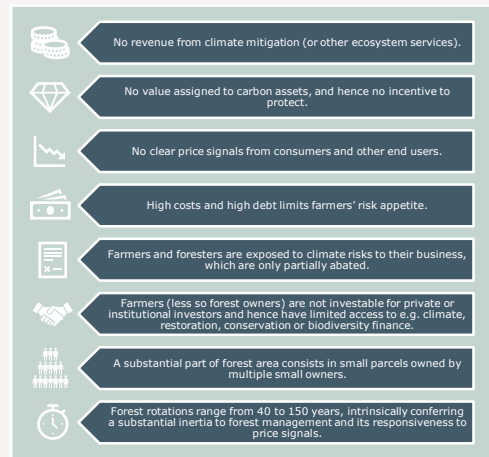 No revenue from climate mitigation (or other ecosystem services).
No value assigned to carbon assets, and hence no incentive to
protect.
No clear price signals from consumers and other end users.
High costs and high debt limits farmers' risk appetite.
Farmers and foresters are exposed to climate risks to their business,
which are only partially abated.
Farmers (less so forest owners) are not investable for private or
institutional investors and hence have limited access to e.g. climate,
restoration, conservation or biodiversity finance.
A substantial part of forest area consists in small parcels owned by
multiple small owners.
Forest rotations range from 40 to 150 years, intrinsically conferring
a substantial inertia to forest management and its responsiveness to
price signals.